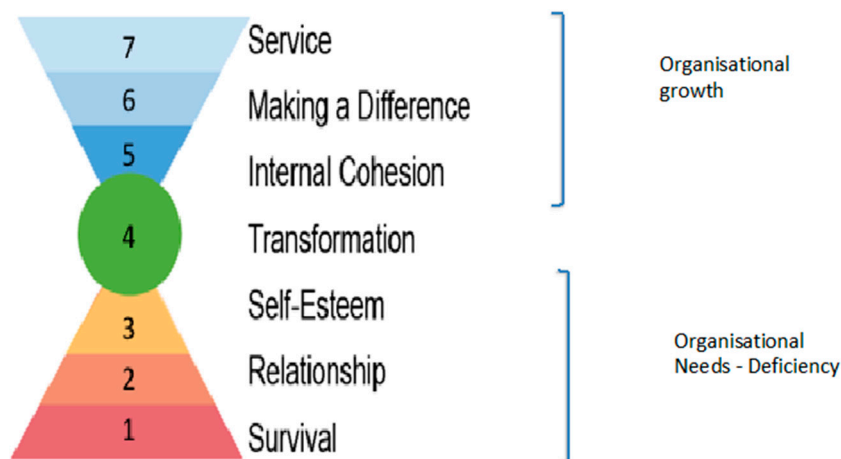 7 Service
6 Making a Difference
5 Internal Cohesion
4 Transformation
3 Self-Esteem
2 Relationship
1 Survival
Organisational
growth
Organisational
Needs - Deficiency